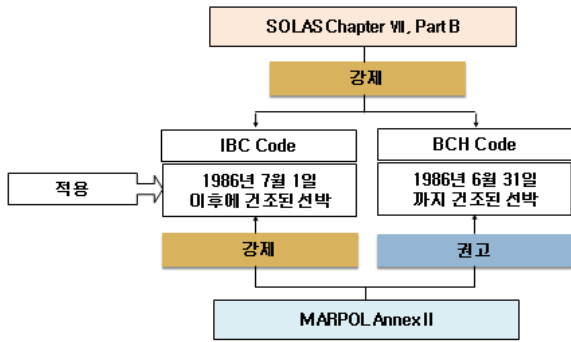 SOLAS Chapter Ⅶ, Part B
강제
IBC Code
BCH Code
적용
1986년 7월 1일
이후에 건조된 선박
1986년 6월 31일
까지 건조된 선박
강제
권고
MARPOL Annex II